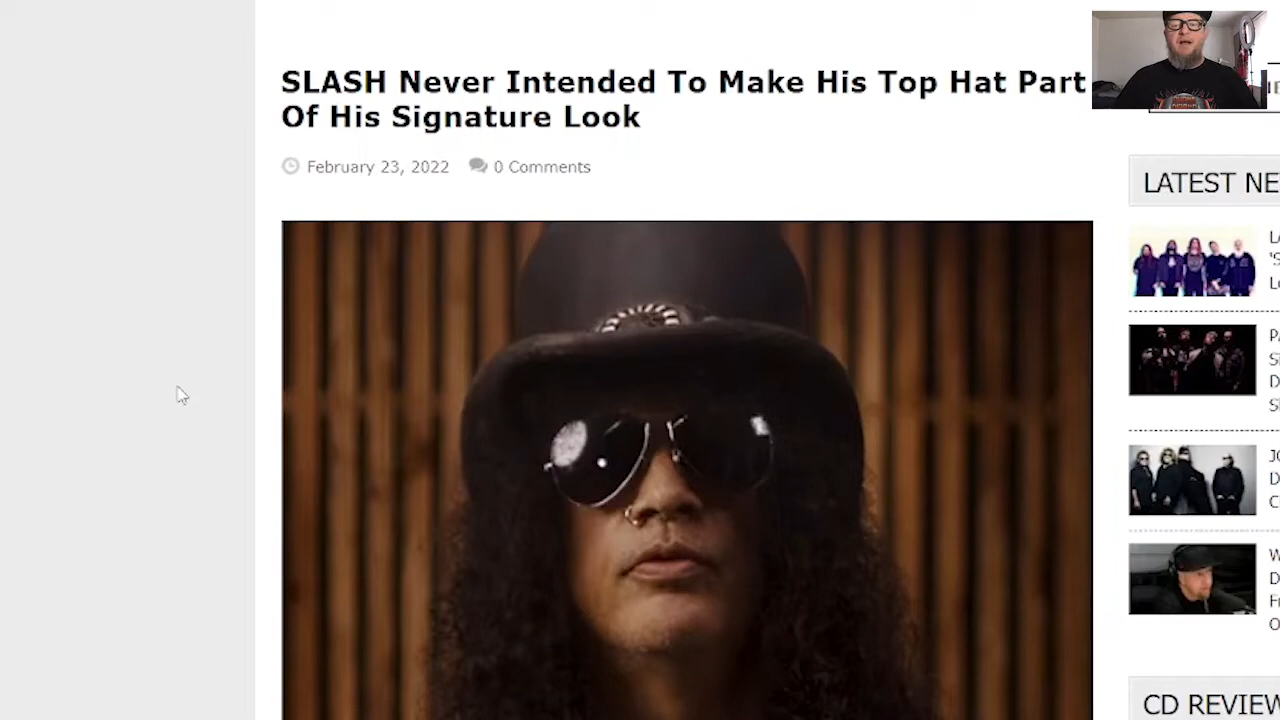 SLASH Never Intended To Make His Top Hat Part
Of His Signature Look
February 23, 2022
0 Comments
LATEST NE
CD REVIEW